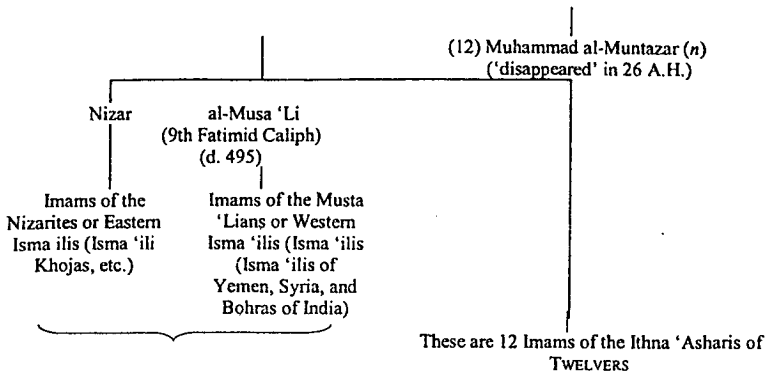 (12) Muhammad al-Muntazar (n)
('disappeared' in 26 A.H.)
Nizar
al-Musa 'Li
(9th Fatimid Caliph)
(d. 495)
Imams of the
Nizarites or Eastern
Isma ilis (Isma 'ili
Khojas, etc.)
Imams of the Musta
'Lians or Western
Isma 'ilis (Isma 'ilis
(Isma 'ilis of
Yemen, Syria, and
Bohras of India)
These are 12 Imams of the Ithna 'Asharis of
TWELVERS